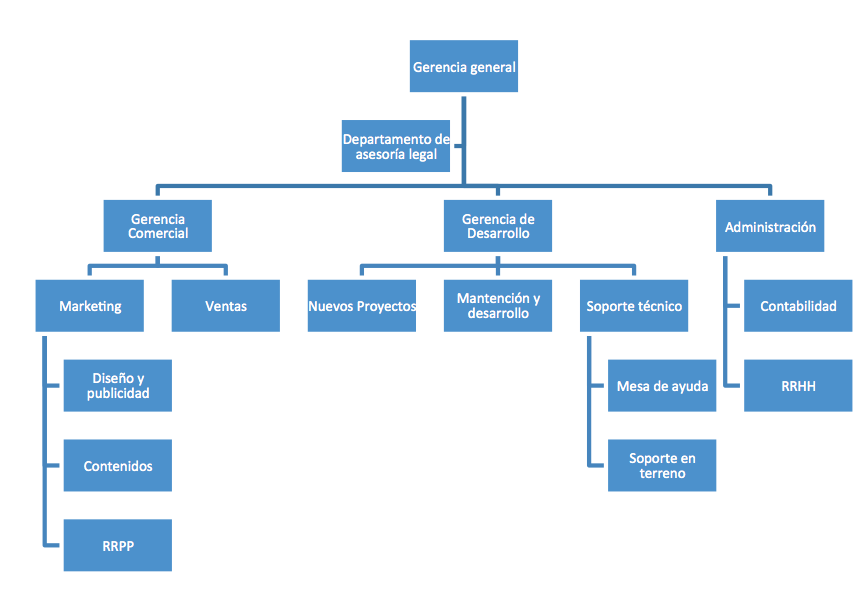 Gerencia general
Departamento de
asesoría legal
Gerencia
Comercial
Gerencia de
Desarrollo
Administración
Marketing
Ventas
Nuevos Proyectos
Mantención y
desarrollo
Soporte técnico
Contabilidad
Diseño y
publicidad
Mesa de ayuda
RRHH
Contenidos
Soporte en
terreno
RRPP